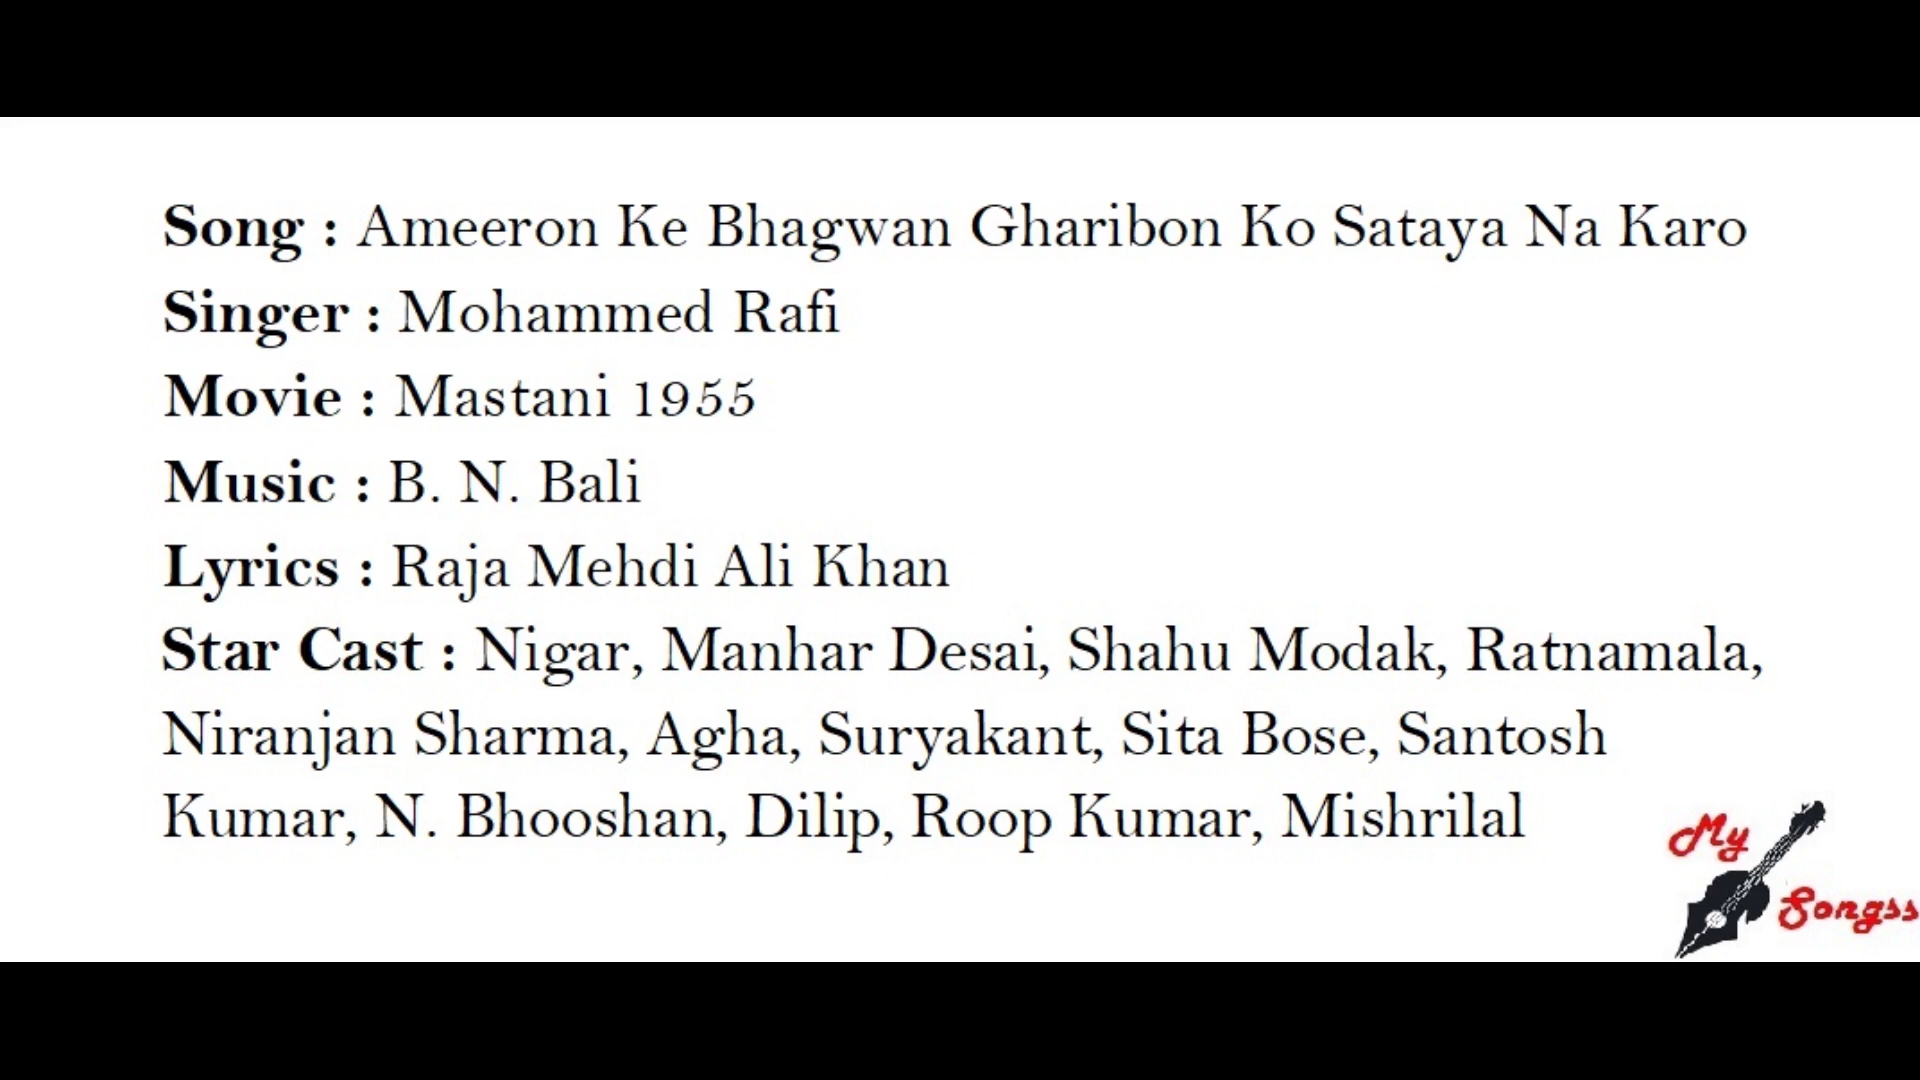 Song : Ameeron Ke Bhagwan Gharibon Ko Sataya Na Karo
Singer : Mohammed Rafi
Movie : Mastani 1955
Music : B. N. Bali
Lyrics : Raja Mehdi Ali Khan
Star Cast : Nigar, Manhar Desai, Shahu Modak, Ratnamala,
Niranjan Sharma, Agha, Suryakant, Sita Bose, Santosh
Kumar, N. Bhooshan, Dilip, Roop Kumar, Mishrilal
My
Songss